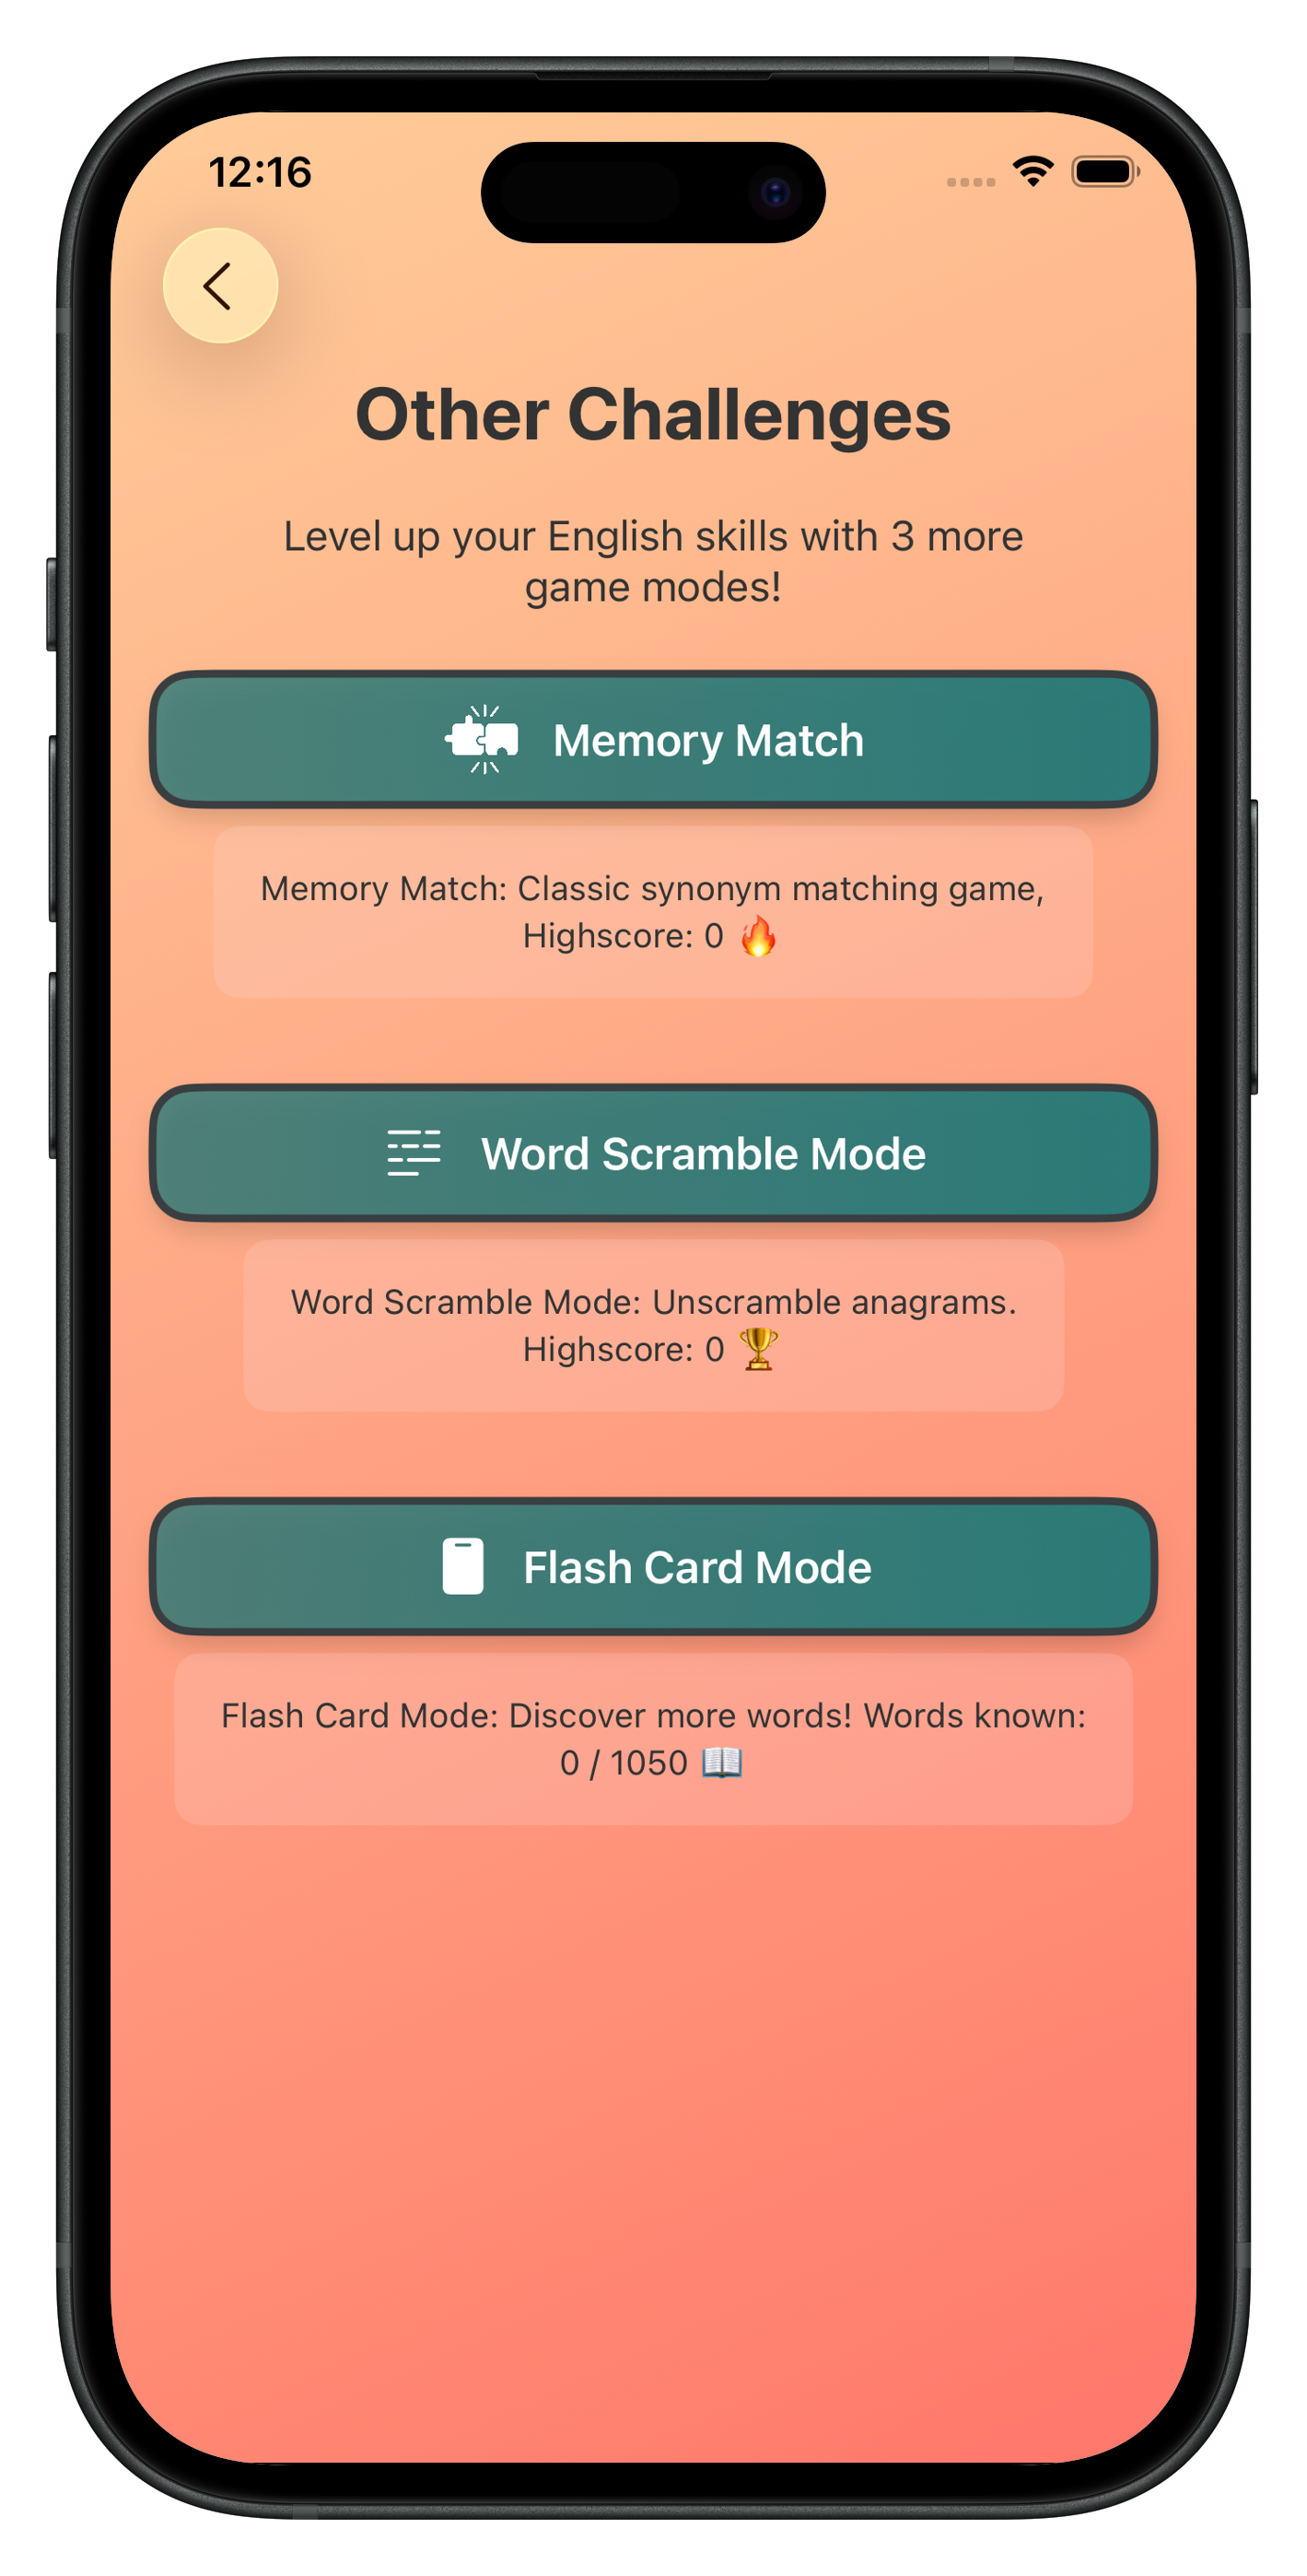 12:16
Other Challenges
Level up your English skills with 3 more
game modes!
Memory Match
Memory Match: Classic synonym matching game,
Highscore: 0 🔥
Word Scramble Mode
Word Scramble Mode: Unscramble anagrams.
Highscore: 0 🏆
Flash Card Mode
Flash Card Mode: Discover more words! Words known:
0 / 1050 📖